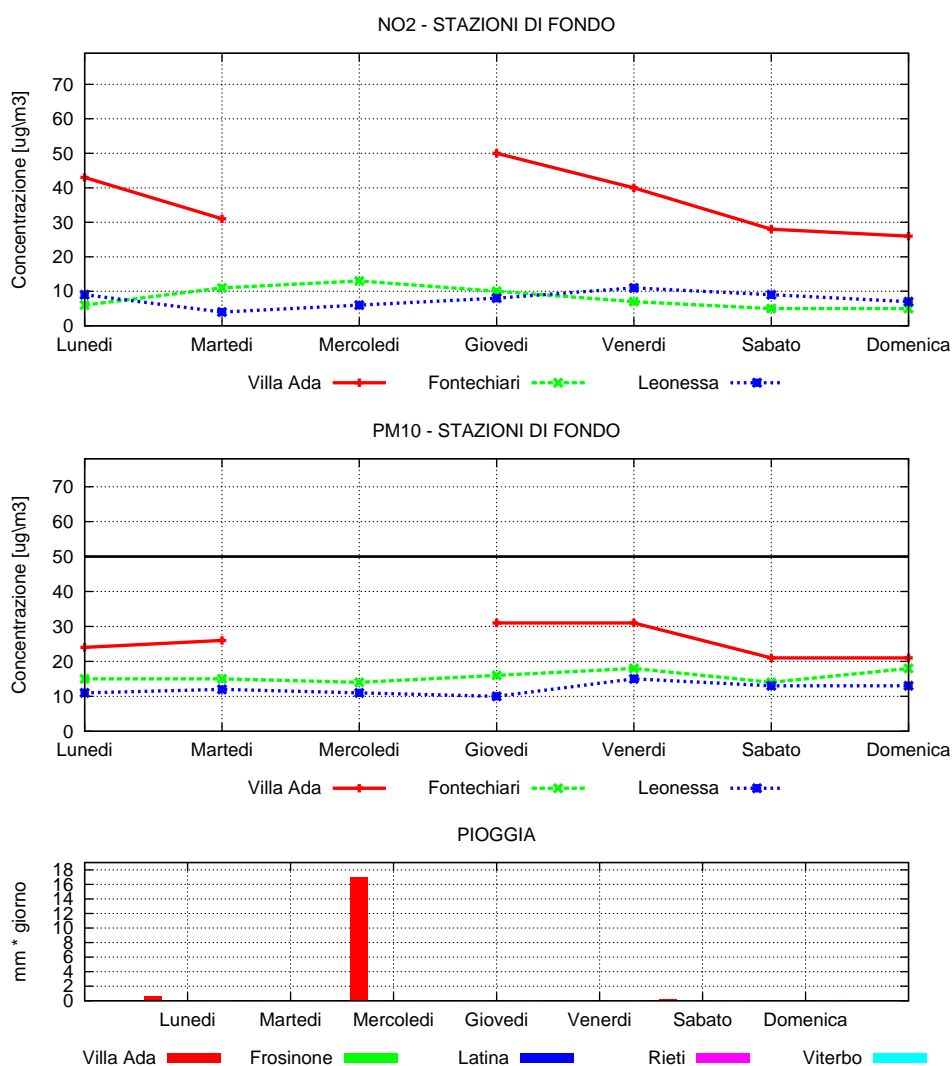 NO2 - STAZIONI DI FONDO
Concentrazione [ug\m3]
70
60
50
40
30
20
10
0
Lunedi Martedi Mercoledi Giovedi Venerdi Sabato Domenica
Villa Ada Fontechiari Leonessa
PM10 - STAZIONI DI FONDO
Concentrazione [ug\m3]
70
60
50
40
30
20
10
0
Lunedi Martedi Mercoledi Giovedi Venerdi Sabato Domenica
Villa Ada Fontechiari Leonessa
PIOGGIA
mm * giorno
18
16
14
12
10
8
6
4
2
0
Lunedi Martedi Mercoledi Giovedi Venerdi Sabato Domenica
Villa Ada Frosinone Latina Rieti Viterbo